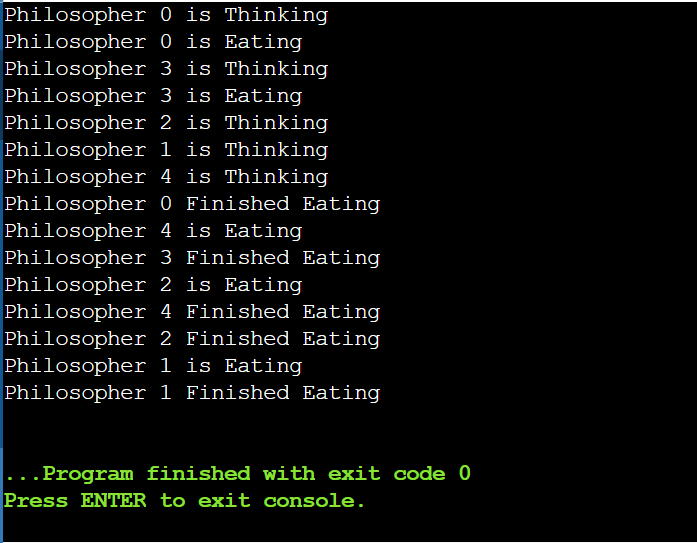 Philosopher 0 is Thinking
Philosopher 0 is Eating
Philosopher 3 is Thinking
Philosopher 3 is Eating
Philosopher 2 is Thinking
Philosopher 1 is Thinking
Philosopher 4 is Thinking
Philosopher 0 Finished Eating
Philosopher 4 is Eating
Philosopher 3 Finished Eating
Philosopher 2 is Eating
Philosopher 4 Finished Eating
Philosopher 2 Finished Eating
Philosopher 1 is Eating
Philosopher 1 Finished Eating
...Program finished with exit code 0
Press ENTER to exit console.